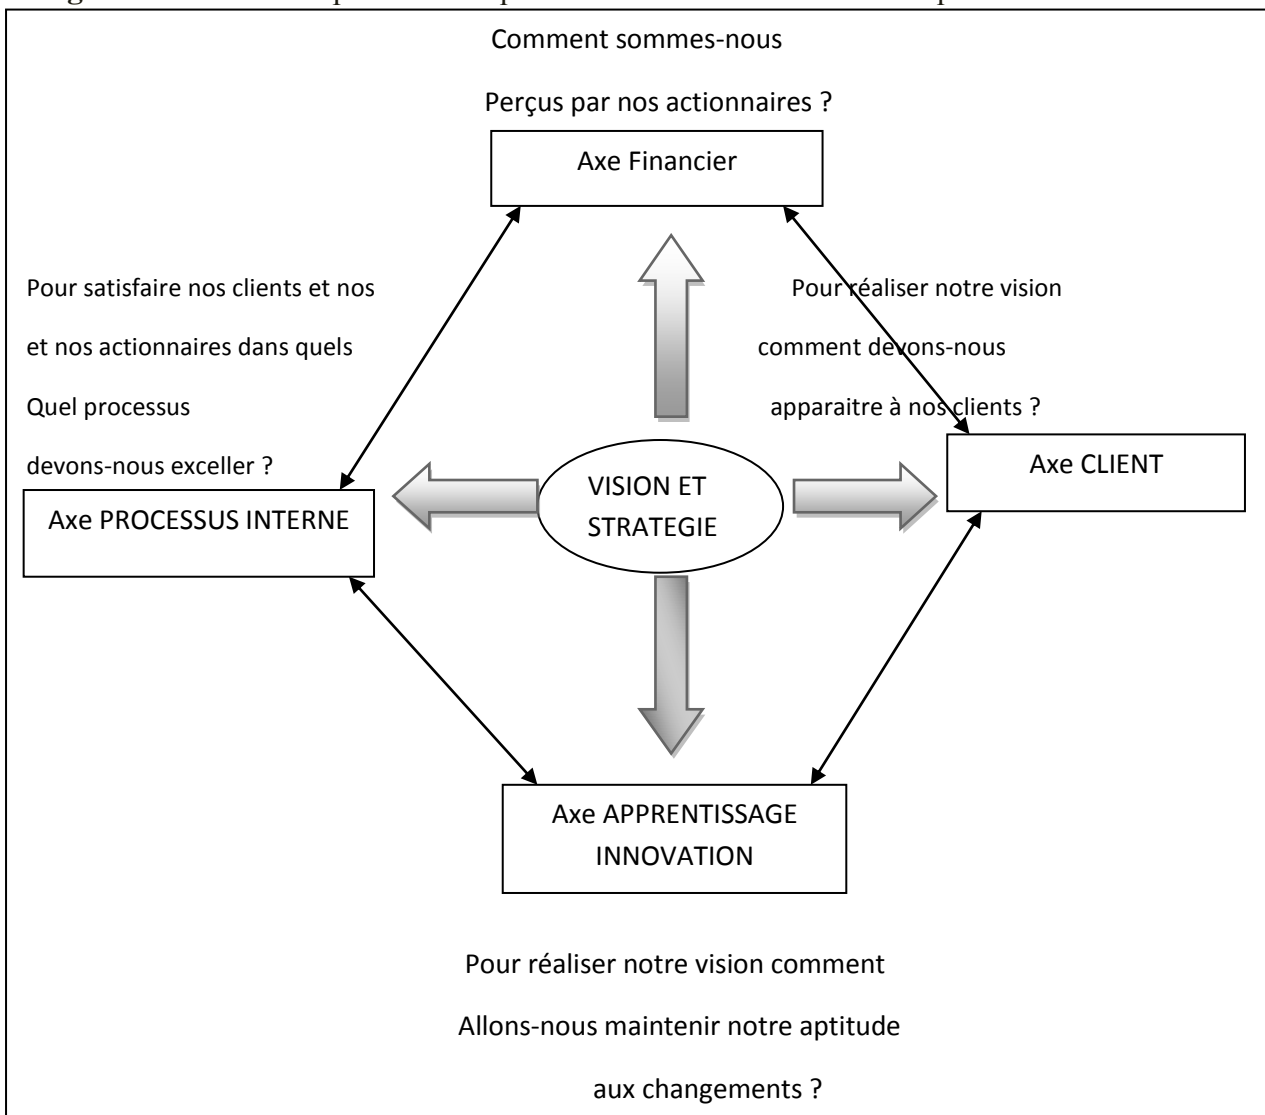 Comment sommes-nous
Perçus par nos actionnaires ?
Axe Financier
Pour satisfaire nos clients et nos
et nos actionnaires dans quels
Quel processus
devons-nous exceller ?
Pour réaliser notre vision
comment devons-nous
apparaitre à nos clients ?
Axe CLIENT
Axe PROCESSUS INTERNE
VISION ET
STRATEGIE
Axe APPRENTISSAGE
INNOVATION
Pour réaliser notre vision comment
Allons-nous maintenir notre aptitude
aux changements ?